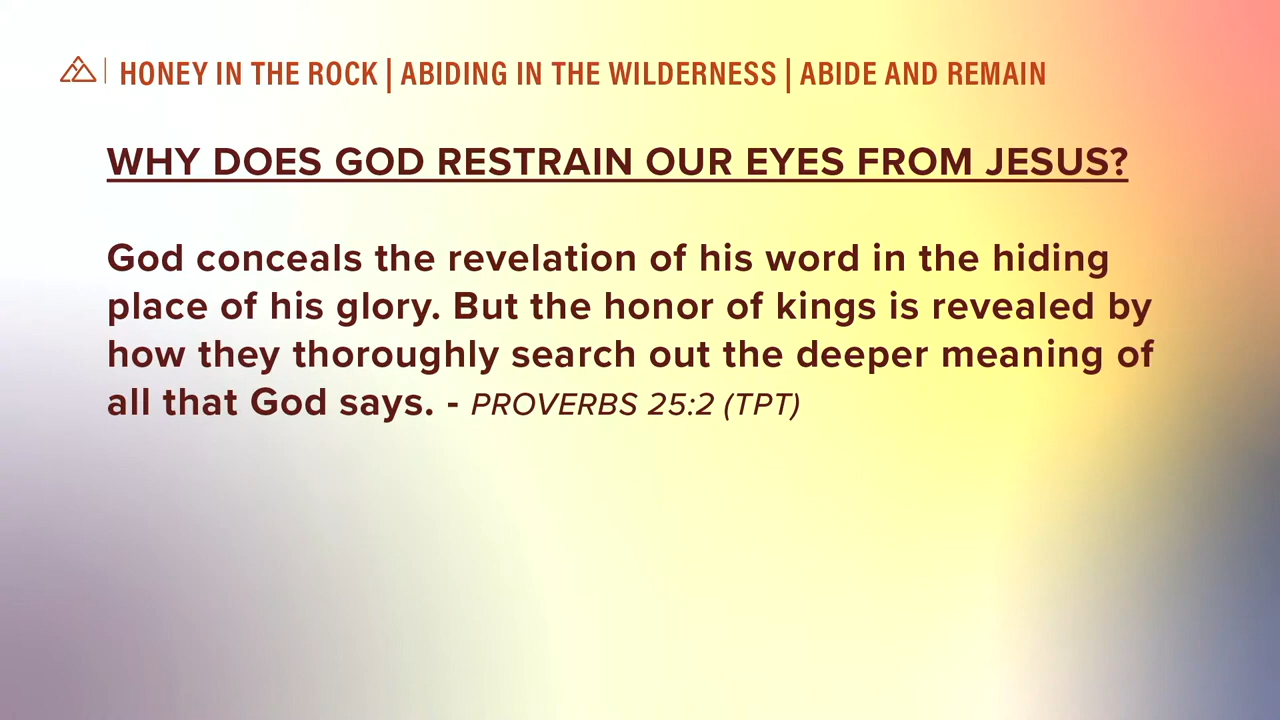 HONEY IN THE ROCK | ABIDING IN THE WILDERNESS | ABIDE AND REMAIN
WHY DOES GOD RESTRAIN OUR EYES FROM JESUS?
God conceals the revelation of his word in the hiding
place of his glory. But the honor of kings is revealed by
how they thoroughly search out the deeper meaning of
all that God says. - PROVERBS 25:2 (TPT)